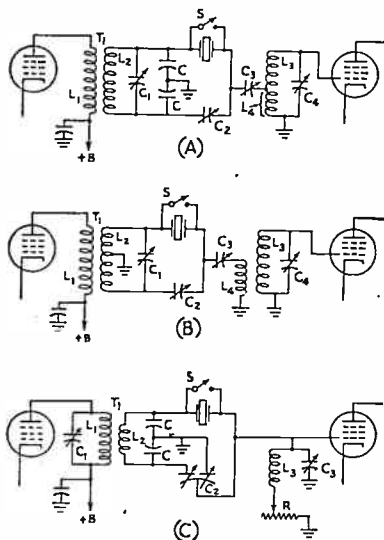 T1 S
L1 L2 C1 C C C2 C3 L3 L4 C4
+B
(A)
T1 S
L1 L2 C1 C2 C3 L4 L3 C4
+B
(B)
T1 S
C1 L1 L2 C C C2 L3 C3
R
+B
(C)